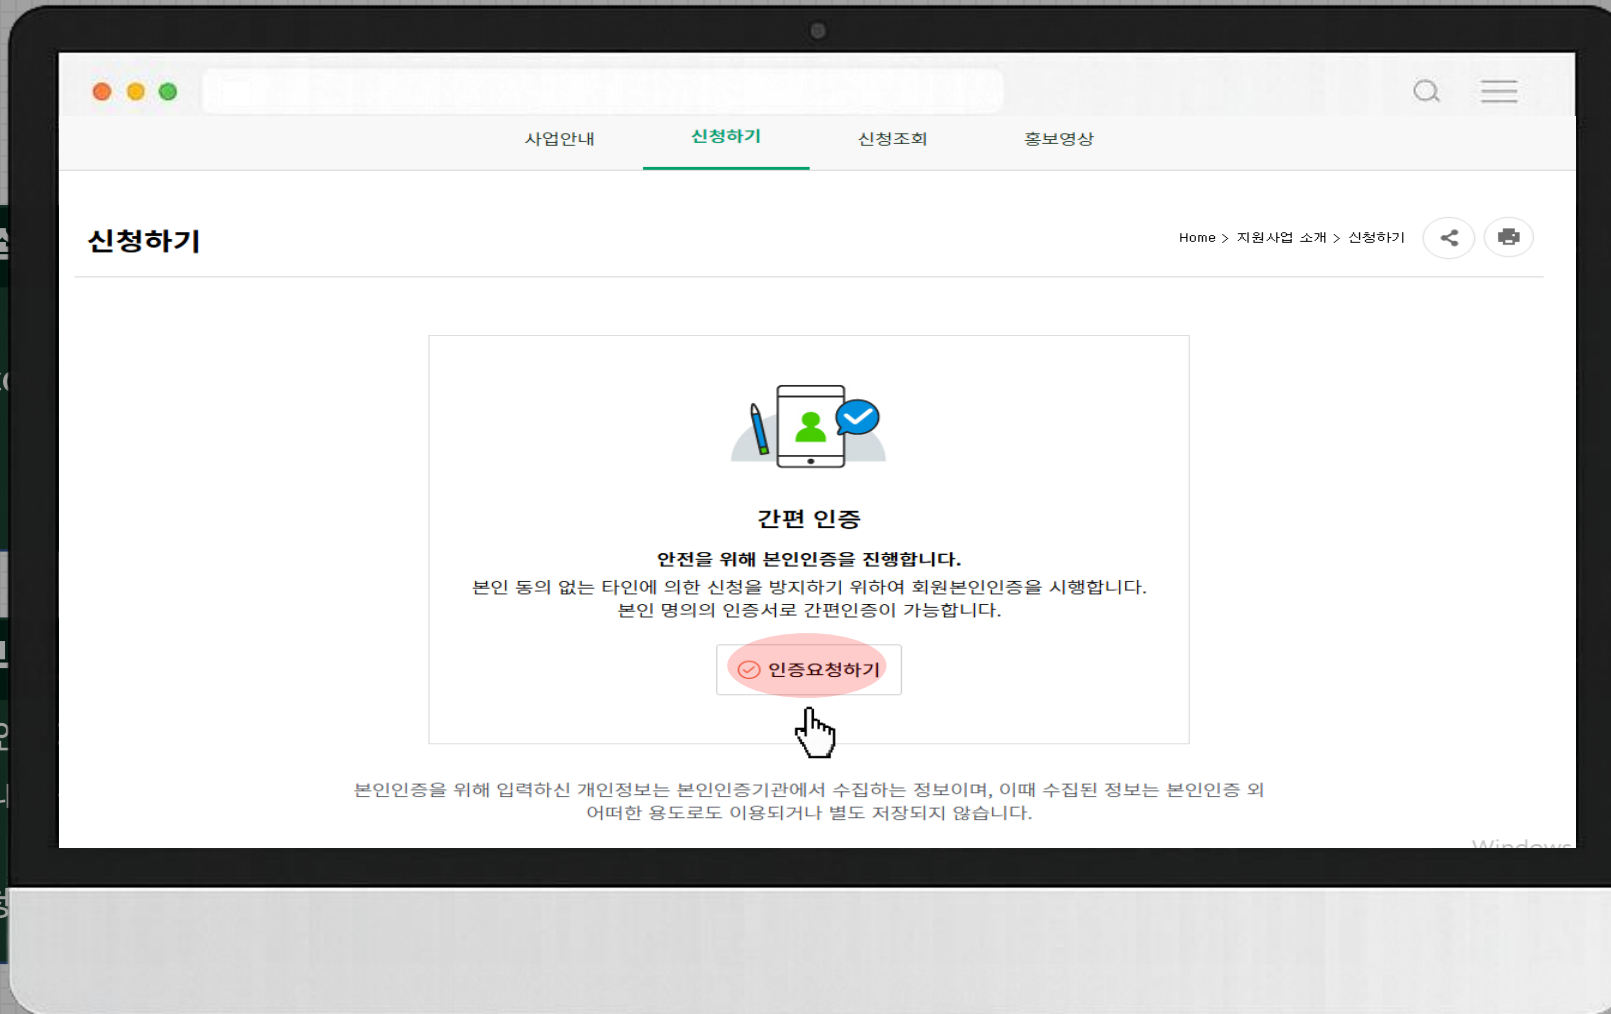 사업안내
신청하기
신청조회
홍보영상
신청하기
Home > 지원사업 소개 > 신청하기
간편 인증
안전을 위해 본인인증을 진행합니다.
본인 동의 없는 타인에 의한 신청을 방지하기 위하여 회원본인인증을 시행합니다.
본인 명의의 인증서로 간편인증이 가능합니다.
인증요청하기
본인인증을 위해 입력하신 개인정보는 본인인증기관에서 수집하는 정보이며, 이때 수집된 정보는 본인인증 외
어떠한 용도로도 이용되거나 별도 저장되지 않습니다.
Windows